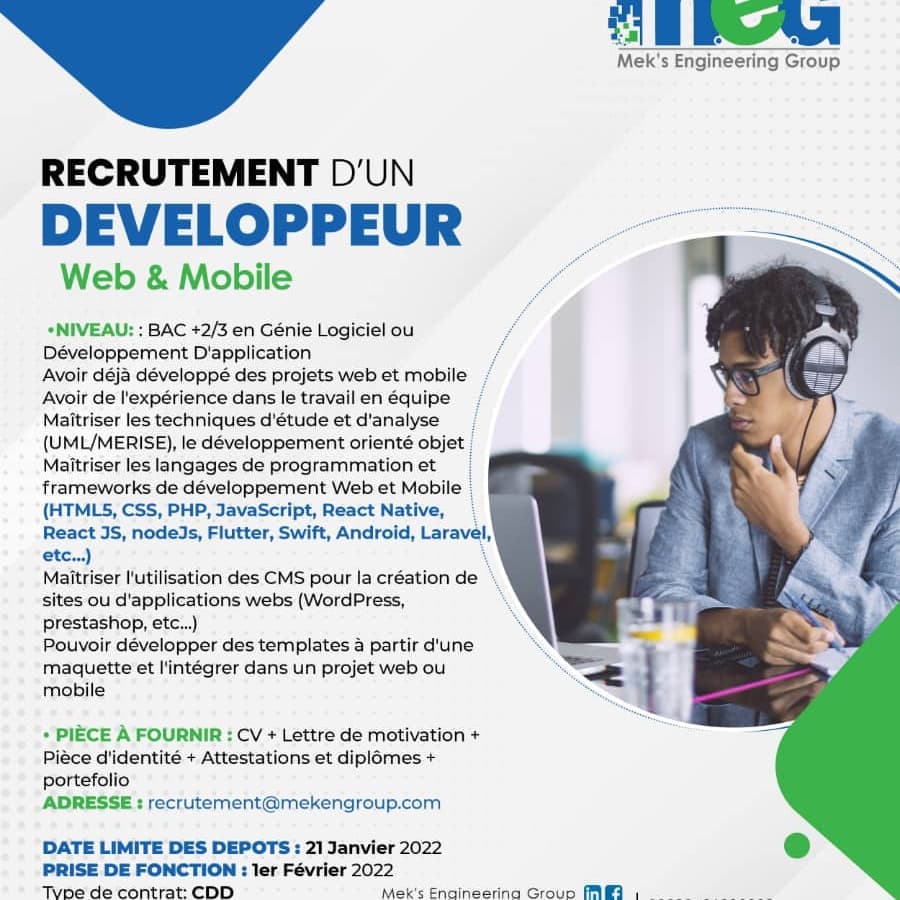 m.e.G
Mek's Engineering Group
RECRUTEMENT D'UN
DEVELOPPEUR
Web & Mobile
•NIVEAU: : BAC +2/3 en Génie Logiciel ou
Développement D'application
Avoir déjà développé des projets web et mobile
Avoir de l'expérience dans le travail en équipe
Maîtriser les techniques d'étude et d'analyse
(UML/MERISE), le développement orienté objet
Maîtriser les langages de programmation et
frameworks de développement Web et Mobile
(HTML5, CSS, PHP, JavaScript, React Native,
React JS, nodeJs, Flutter, Swift, Android, Laravel,
etc...)
Maîtriser l'utilisation des CMS pour la création de
sites ou d'applications webs (WordPress,
prestashop, etc...)
Pouvoir développer des templates à partir d'une
maquette et l'intégrer dans un projet web ou
mobile
• PIÈCE À FOURNIR : CV + Lettre de motivation +
Pièce d'identité + Attestations et diplômes +
portefolio
ADRESSE : recrutement@mekengroup.com
DATE LIMITE DES DEPOTS : 21 Janvier 2022
PRISE DE FONCTION : 1er Février 2022
Type de contrat: CDD
Mek's Engineering Group in f |